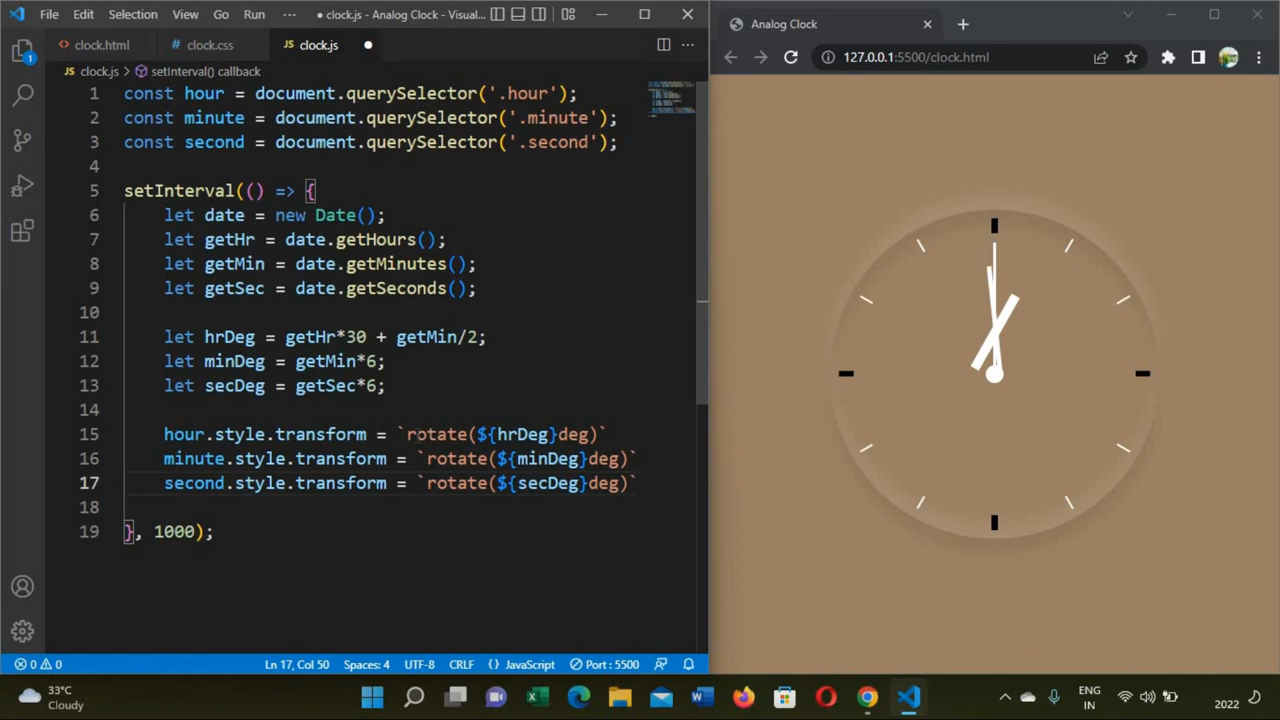 File Edit Selection View Go Run ··· ● clock.js - Analog Clock - Visual...
clock.html clock.css JS clock.js ●
JS clock.js > setInterval() callback
1 const hour = document.querySelector('.hour');
2 const minute = document.querySelector('.minute');
3 const second = document.querySelector('.second');
4
5 setInterval(() => {
6 let date = new Date();
7 let getHr = date.getHours();
8 let getMin = date.getMinutes();
9 let getSec = date.getSeconds();
10
11 let hrDeg = getHr*30 + getMin/2;
12 let minDeg = getMin*6;
13 let secDeg = getSec*6;
14
15 hour.style.transform = `rotate(${hrDeg}deg)`
16 minute.style.transform = `rotate(${minDeg}deg)`
17 second.style.transform = `rotate(${secDeg}deg)`
18
19 }, 1000);
1
0 0 Ln 17, Col 50 Spaces: 4 UTF-8 CRLF {} JavaScript Port : 5500
Analog Clock
127.0.0.1:5500/clock.html
33°C
Cloudy
ENG
IN
2022